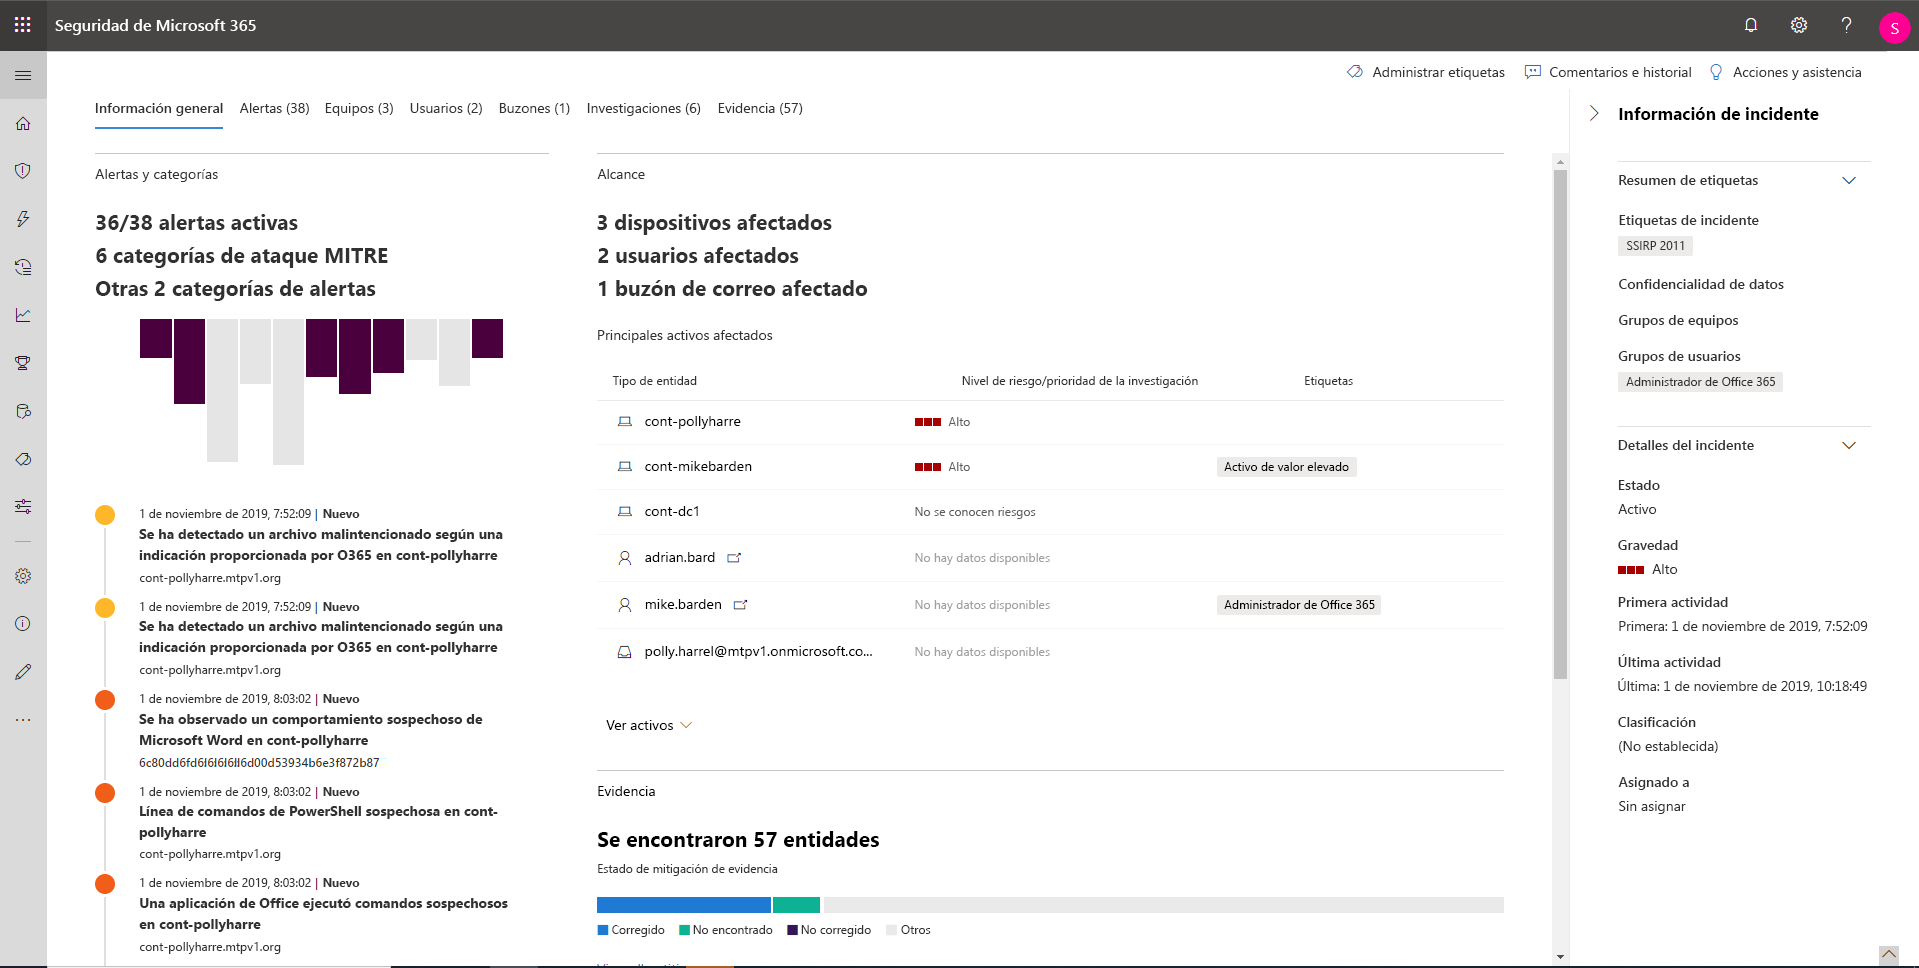 Seguridad de Microsoft 365
S
Administrar etiquetas
Comentarios e historial
Acciones y asistencia
Información general
Alertas (38)
Equipos (3)
Usuarios (2)
Buzones (1)
Investigaciones (6)
Evidencia (57)
Alertas y categorías
36/38 alertas activas
6 categorías de ataque MITRE
Otras 2 categorías de alertas
1 de noviembre de 2019, 7:52:09 | Nuevo
Se ha detectado un archivo malintencionado según una
indicación proporcionada por O365 en cont-pollyharre
cont-pollyharre.mtpv1.org
1 de noviembre de 2019, 7:52:09 | Nuevo
Se ha detectado un archivo malintencionado según una
indicación proporcionada por O365 en cont-pollyharre
cont-pollyharre.mtpv1.org
1 de noviembre de 2019, 8:03:02 | Nuevo
Se ha observado un comportamiento sospechoso de
Microsoft Word en cont-pollyharre
1 de noviembre de 2019, 8:03:02 | Nuevo
Línea de comandos de PowerShell sospechosa en cont-
pollyharre
cont-pollyharre.mtpv1.org
1 de noviembre de 2019, 8:03:02 | Nuevo
Una aplicación de Office ejecutó comandos sospechosos
en cont-pollyharre
cont-pollyharre.mtpv1.org
Alcance
3 dispositivos afectados
2 usuarios afectados
1 buzón de correo afectado
Principales activos afectados
Tipo de entidad
Nivel de riesgo/prioridad de la investigación
Etiquetas
cont-pollyharre
Alto
cont-mikebarden
Alto
Activo de valor elevado
cont-dc1
No se conocen riesgos
adrian.bard
No hay datos disponibles
mike.barden
No hay datos disponibles
Administrador de Office 365
polly.harrel@mtpv1.onmicrosoft.co...
No hay datos disponibles
Ver activos
Evidencia
Se encontraron 57 entidades
Estado de mitigación de evidencia
Corregido
No encontrado
No corregido
Otros
Información de incidente
Resumen de etiquetas
Etiquetas de incidente
SSIRP 2011
Confidencialidad de datos
Grupos de equipos
Grupos de usuarios
Administrador de Office 365
Detalles del incidente
Estado
Activo
Gravedad
Alto
Primera actividad
Primera: 1 de noviembre de 2019, 7:52:09
Última actividad
Última: 1 de noviembre de 2019, 10:18:49
Clasificación
(No establecida)
Asignado a
Sin asignar